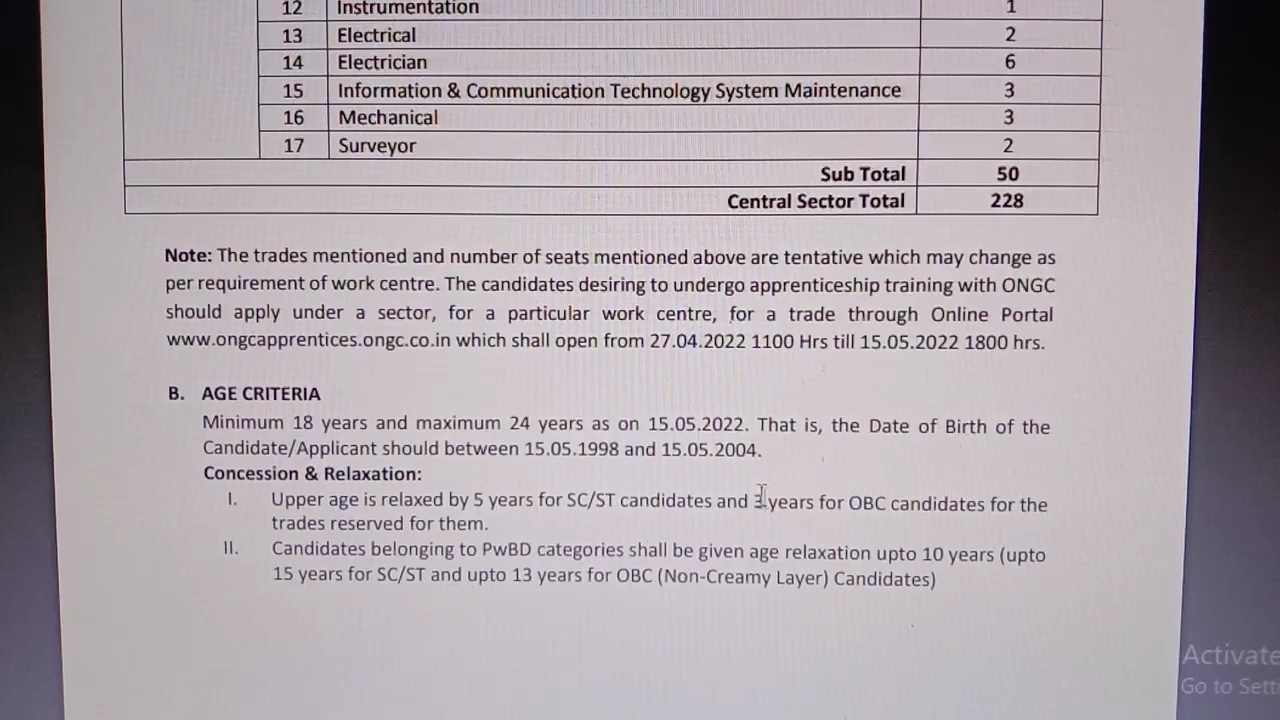 12 Instrumentation 1
13 Electrical 2
14 Electrician 6
15 Information & Communication Technology System Maintenance 3
16 Mechanical 3
17 Surveyor 2
Sub Total 50
Central Sector Total 228
Note: The trades mentioned and number of seats mentioned above are tentative which may change as
per requirement of work centre. The candidates desiring to undergo apprenticeship training with ONGC
should apply under a sector, for a particular work centre, for a trade through Online Portal
www.ongcapprentices.ongc.co.in which shall open from 27.04.2022 1100 Hrs till 15.05.2022 1800 hrs.
B. AGE CRITERIA
Minimum 18 years and maximum 24 years as on 15.05.2022. That is, the Date of Birth of the
Candidate/Applicant should between 15.05.1998 and 15.05.2004.
Concession & Relaxation:
I. Upper age is relaxed by 5 years for SC/ST candidates and 3 years for OBC candidates for the
trades reserved for them.
II. Candidates belonging to PwBD categories shall be given age relaxation upto 10 years (upto
15 years for SC/ST and upto 13 years for OBC (Non-Creamy Layer) Candidates)
Activate
Go to Setti